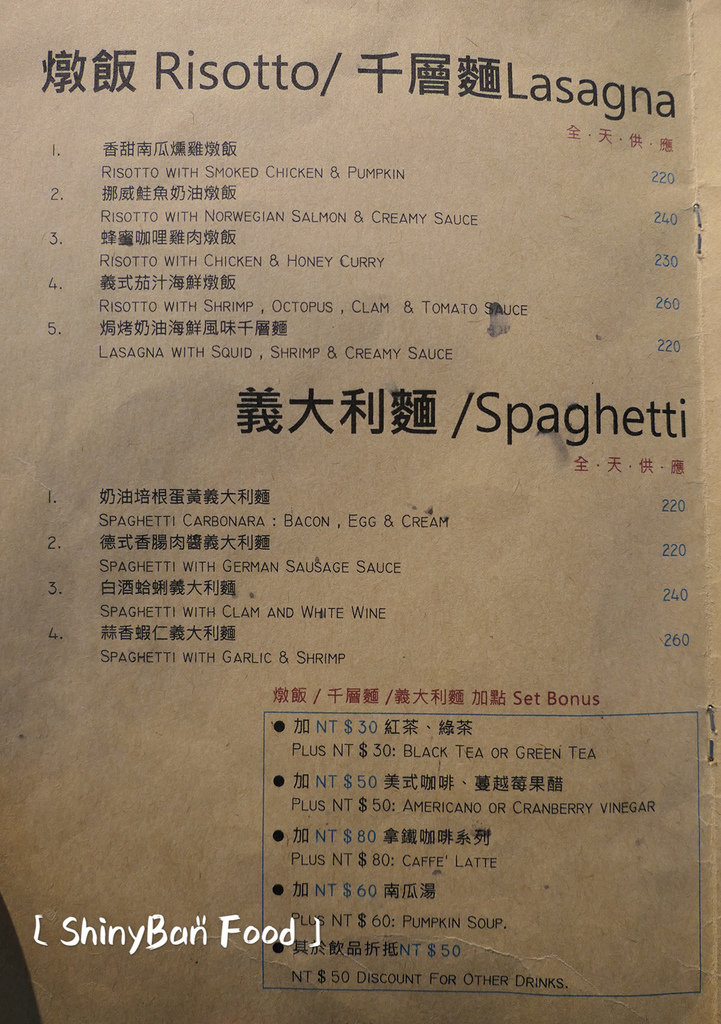 燉飯 Risotto/ 千層麵Lasagna
全·天·供·應
1. 香甜南瓜燻雞燉飯
Risotto with Smoked Chicken & Pumpkin 220
2. 挪威鮭魚奶油燉飯
Risotto with Norwegian Salmon & Creamy Sauce 240
3. 蜂蜜咖哩雞肉燉飯
Risotto with Chicken & Honey Curry 230
4. 義式茄汁海鮮燉飯
Risotto with Shrimp , Octopus , Clam & Tomato Sauce 260
5. 焗烤奶油海鮮風味千層麵
Lasagna with Squid , Shrimp & Creamy Sauce 220
義大利麵 /Spaghetti
全·天·供·應
1. 奶油培根蛋黃義大利麵
Spaghetti Carbonara : Bacon , Egg & Cream 220
2. 德式香腸肉醬義大利麵
Spaghetti with German Sausage Sauce 220
3. 白酒蛤蜊義大利麵
Spaghetti with Clam and White Wine 240
4. 蒜香蝦仁義大利麵
Spaghetti with Garlic & Shrimp 260
燉飯 / 千層麵 /義大利麵 加點 Set Bonus
● 加 NT $ 30 紅茶、綠茶
Plus NT $ 30: Black Tea or Green Tea
● 加 NT $ 50 美式咖啡、蔓越莓果醋
Plus NT $ 50: Americano or Cranberry vinegar
● 加 NT $ 80 拿鐵咖啡系列
Plus NT $ 80: Caffe' Latte
● 加 NT $ 60 南瓜湯
Plus NT $ 60: Pumpkin Soup.
● 其於飲品折抵NT $ 50
NT $ 50 Discount For Other Drinks.
[ ShinyBan Food ]